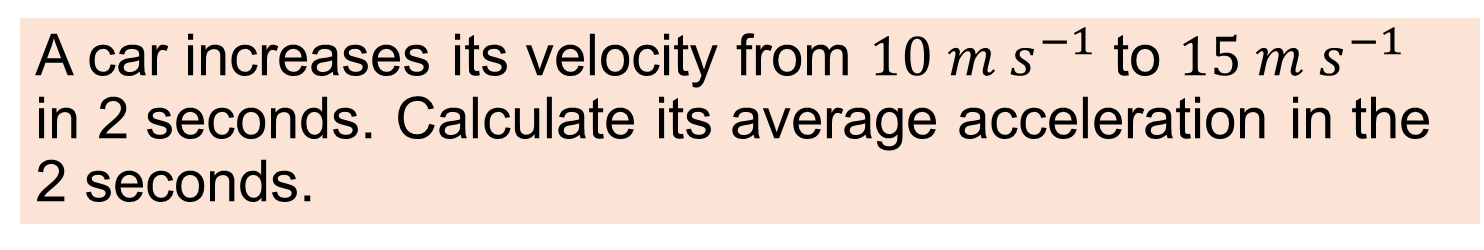 A car increases its velocity from 10 m s⁻¹ to 15 m s⁻¹
in 2 seconds. Calculate its average acceleration in the
2 seconds.